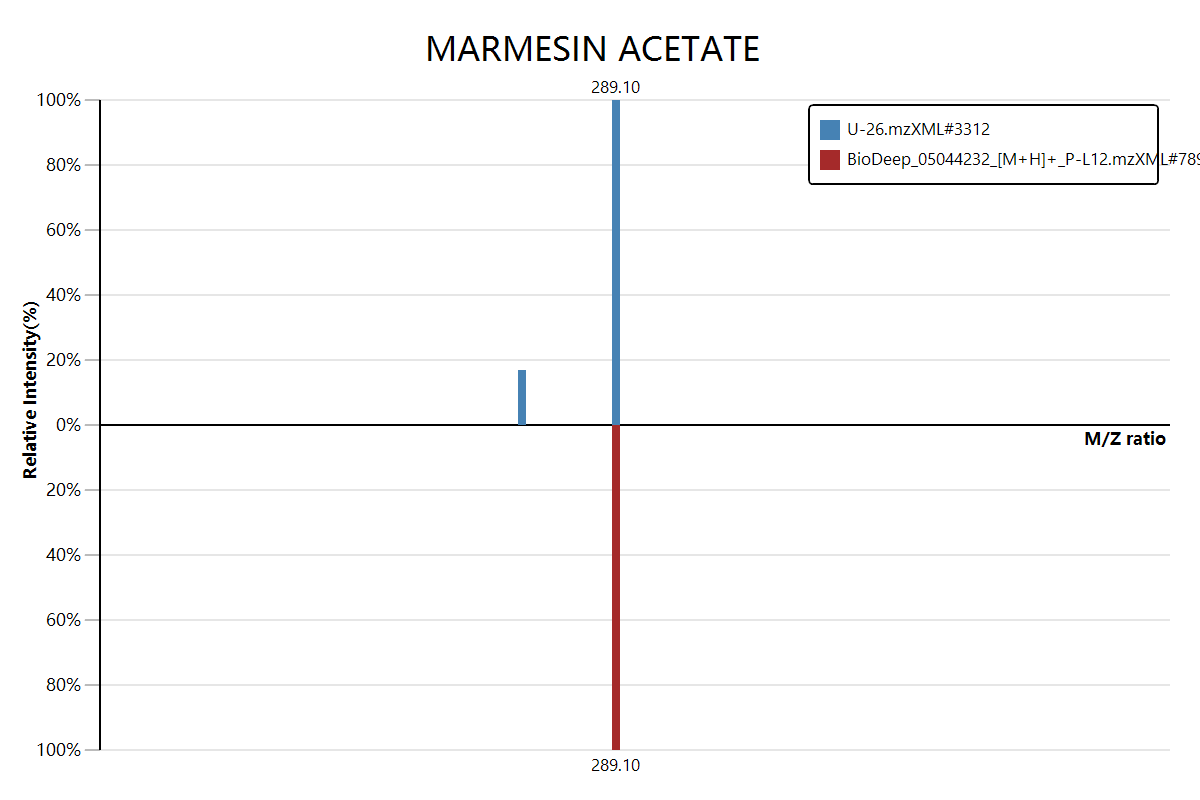 MARMESIN ACETATE
289.10
U-26.mzXML#3312
BioDeep_05044232_[M+H]+_P-L12.mzXML#789
100%
80%
60%
40%
20%
0%
20%
40%
60%
80%
100%
Relative Intensity(%)
M/Z ratio
289.10